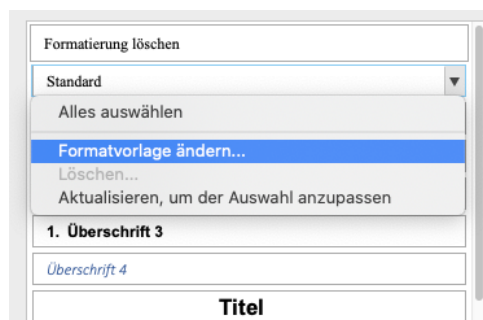 Formatierung löschen
Standard
Alles auswählen
Formatvorlage ändern...
Löschen...
Aktualisieren, um der Auswahl anzupassen
1. Überschrift 3
Überschrift 4
Titel